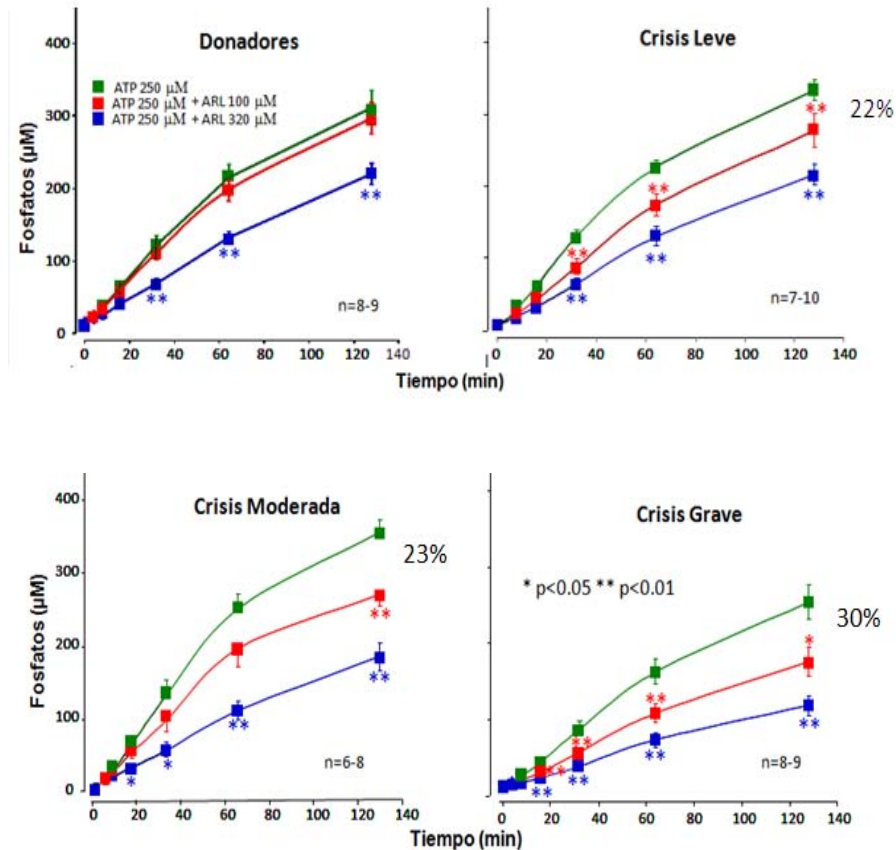 Donadores
ATP 250 µM
ATP 250 µM + ARL 100 µM
ATP 250 µM + ARL 320 µM
400
300
200
100
0
Fosfatos (µM)
**
**
**
n=8-9
0 20 40 60 80 100 120 140
Crisis Leve
22%
**
**
**
**
**
**
n=7-10
0 20 40 60 80 100 120 140
Tiempo (min)
Crisis Moderada
23%
400
300
200
100
0
Fosfatos (µM)
**
**
**
*
*
n=6-8
0 20 40 60 80 100 120 140
Crisis Grave
* p<0.05 ** p<0.01
30%
*
**
**
**
**
**
**
**
n=8-9
0 20 40 60 80 100 120 140
Tiempo (min)